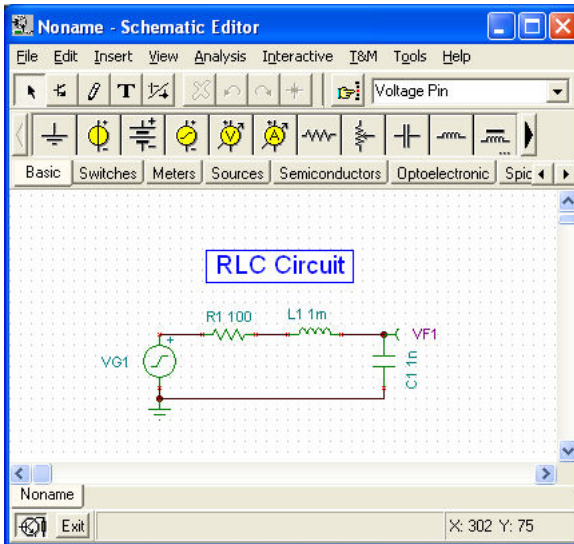 Noname - Schematic Editor
File Edit Insert View Analysis Interactive T&M Tools Help
T Voltage Pin
Basic Switches Meters Sources Semiconductors Optoelectronic Spic
RLC Circuit
R1 100 L1 1m
VF1
VG1
C1 1n
Noname
Exit X: 302 Y: 75